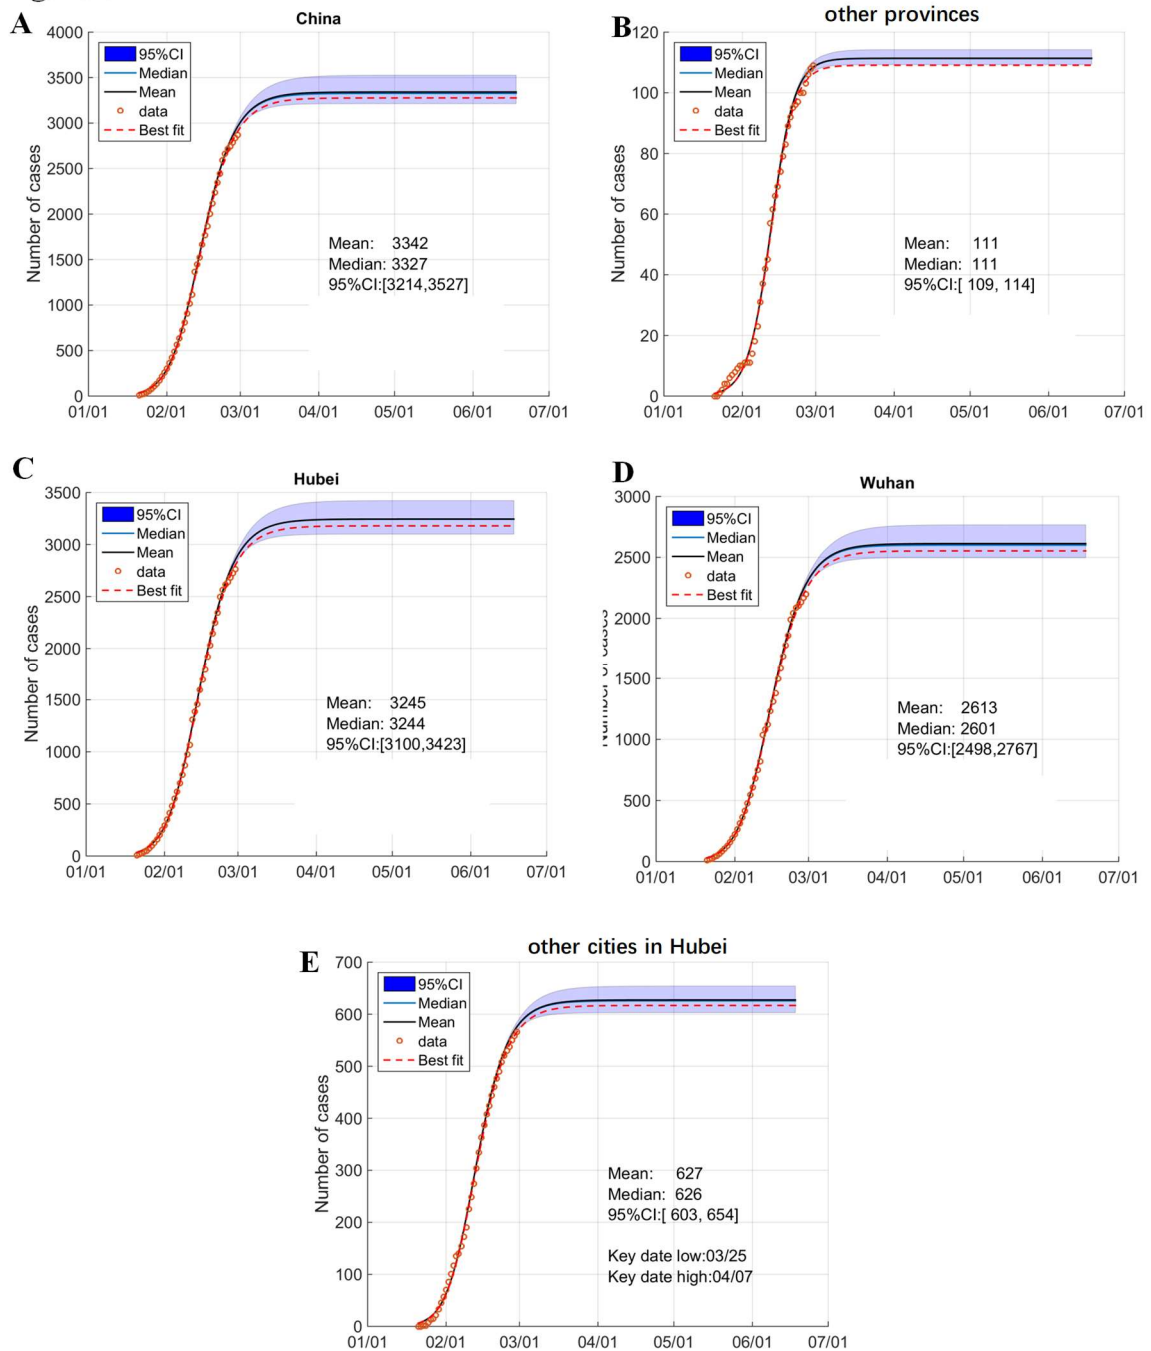 A
China
4000
3500
3000
2500
2000
1500
1000
500
0
Number of cases
95%CI
Median
Mean
data
Best fit
Mean: 3342
Median: 3327
95%CI:[3214,3527]
01/01 02/01 03/01 04/01 05/01 06/01 07/01
B
other provinces
120
100
80
60
40
20
0
Number of cases
95%CI
Median
Mean
data
Best fit
Mean: 111
Median: 111
95%CI:[ 109, 114]
01/01 02/01 03/01 04/01 05/01 06/01 07/01
C
Hubei
3500
3000
2500
2000
1500
1000
500
0
Number of cases
95%CI
Median
Mean
data
Best fit
Mean: 3245
Median: 3244
95%CI:[3100,3423]
01/01 02/01 03/01 04/01 05/01 06/01 07/01
D
Wuhan
3000
2500
2000
1500
1000
500
0
Number of cases
95%CI
Median
Mean
data
Best fit
Mean: 2613
Median: 2601
95%CI:[2498,2767]
01/01 02/01 03/01 04/01 05/01 06/01 07/01
E
other cities in Hubei
700
600
500
400
300
200
100
0
Number of cases
95%CI
Median
Mean
data
Best fit
Mean: 627
Median: 626
95%CI:[ 603, 654]
Key date low:03/25
Key date high:04/07
01/01 02/01 03/01 04/01 05/01 06/01 07/01